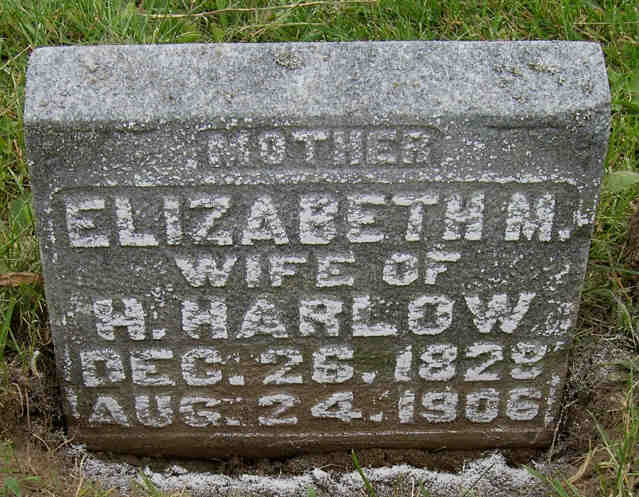 MOTHER
ELIZABETH M.
WIFE OF
H. HARLOW
DEC. 26. 1828
AUG. 24. 1906